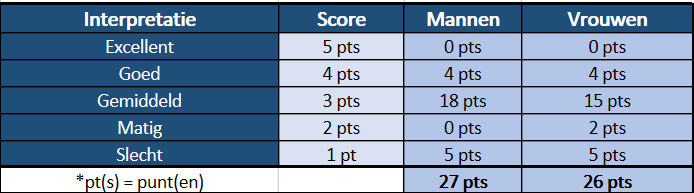 Interpretatie Score Mannen Vrouwen
Excellent 5 pts 0 pts 0 pts
Goed 4 pts 4 pts 4 pts
Gemiddeld 3 pts 18 pts 15 pts
Matig 2 pts 0 pts 2 pts
Slecht 1 pt 5 pts 5 pts
*pt(s) = punt(en) 27 pts 26 pts